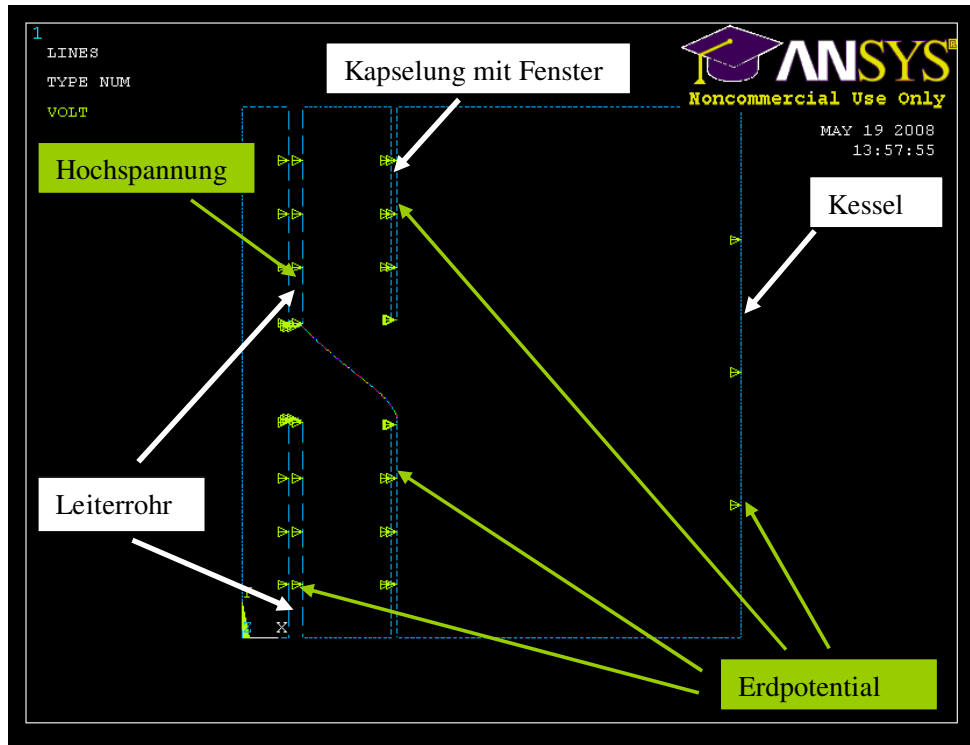 1
LINES
TYPE NUM
VOLT
ANSYS®
Noncommercial Use Only
MAY 19 2008
13:57:55
Kapselung mit Fenster
Hochspannung
Kessel
Leiterrohr
Y
Z X
Erdpotential